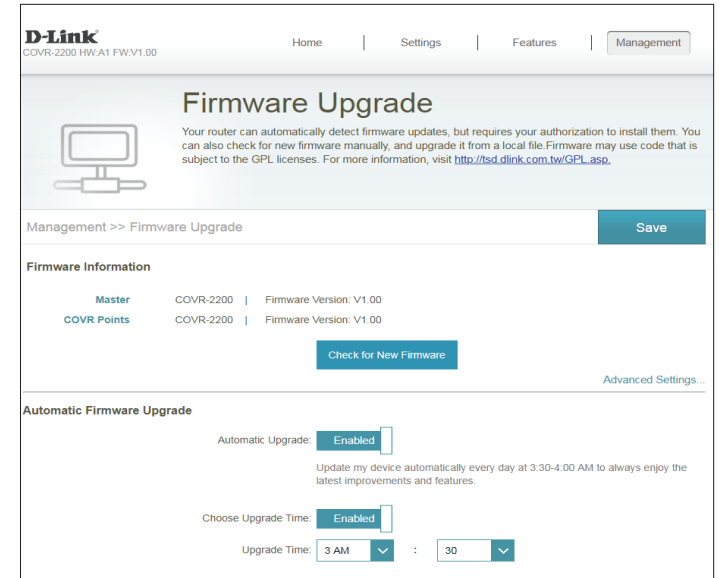 D-Link
COVR-2200 HW:A1 FW:V1.00
Home | Settings | Features | Management
Firmware Upgrade
Your router can automatically detect firmware updates, but requires your authorization to install them. You
can also check for new firmware manually, and upgrade it from a local file.Firmware may use code that is
subject to the GPL licenses. For more information, visit http://tsd.dlink.com.tw/GPL.asp.
Management >> Firmware Upgrade
Save
Firmware Information
Master COVR-2200 | Firmware Version: V1.00
COVR Points COVR-2200 | Firmware Version: V1.00
Check for New Firmware
Advanced Settings...
Automatic Firmware Upgrade
Automatic Upgrade: Enabled
Update my device automatically every day at 3:30-4:00 AM to always enjoy the
latest improvements and features.
Choose Upgrade Time: Enabled
Upgrade Time: 3 AM : 30